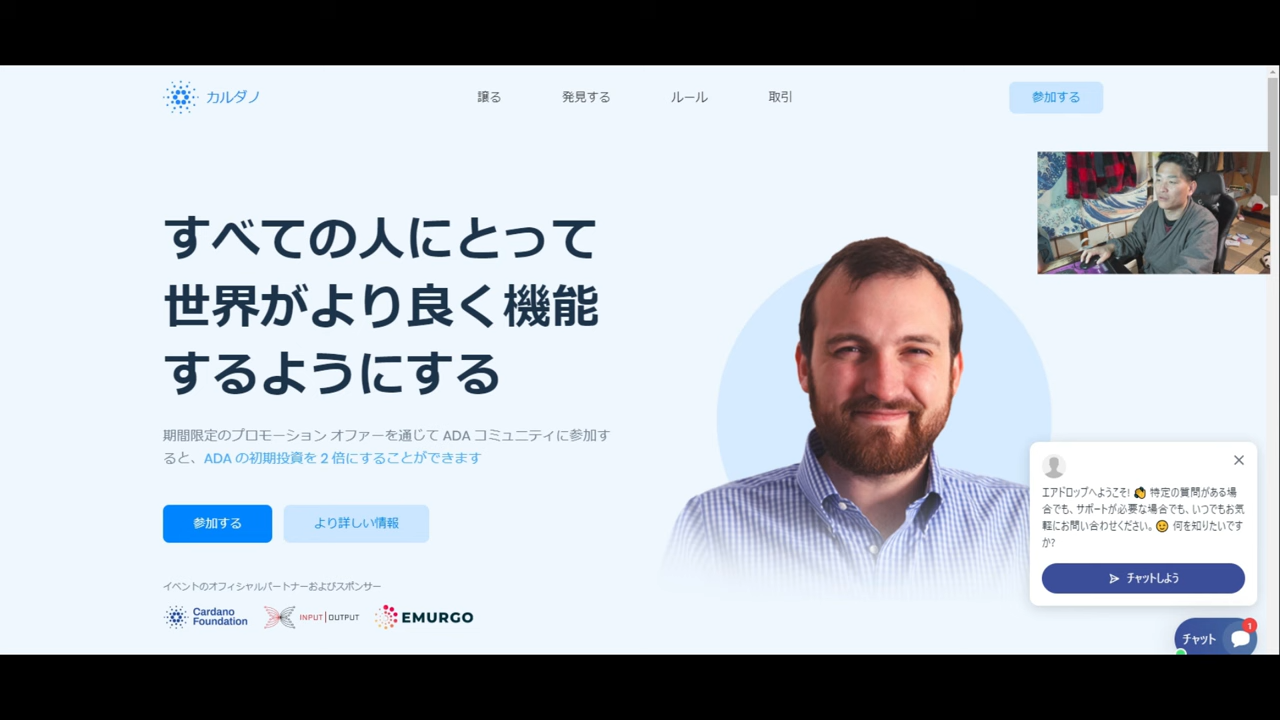 カルダノ
譲る
発見する
ルール
取引
参加する
すべての人にとって
世界がより良く機能
するようにする
期間限定のプロモーション オファーを通じて ADA コミュニティに参加す
ると、ADA の初期投資を 2 倍にすることができます
参加する
より詳しい情報
イベントのオフィシャルパートナーおよびスポンサー
Cardano
Foundation
INPUT|OUTPUT
EMURGO
エアドロップへようこそ! 👏 特定の質問がある場
合でも、サポートが必要な場合でも、いつでもお気
軽にお問い合わせください。😊 何を知りたいです
か?
チャットしよう
チャット
1